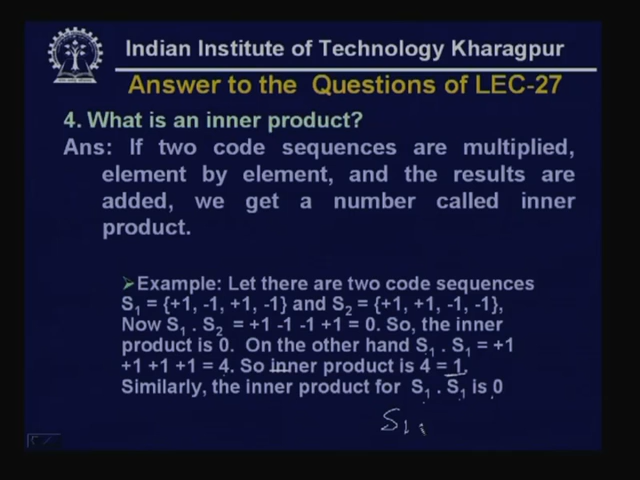 Indian Institute of Technology Kharagpur
Answer to the Questions of LEC-27
4. What is an inner product?
Ans: If two code sequences are multiplied,
element by element, and the results are
added, we get a number called inner
product.
➢Example: Let there are two code sequences
S₁ = {+1, -1, +1, -1} and S₂ = {+1, +1, -1, -1},
Now S₁ . S₂ = +1 -1 -1 +1 = 0. So, the inner
product is 0. On the other hand S₁ . S₁ = +1
+1 +1 +1 = 4. So inner product is 4 = 1,
Similarly, the inner product for S₁ . S̅₁ is 0
S₁.